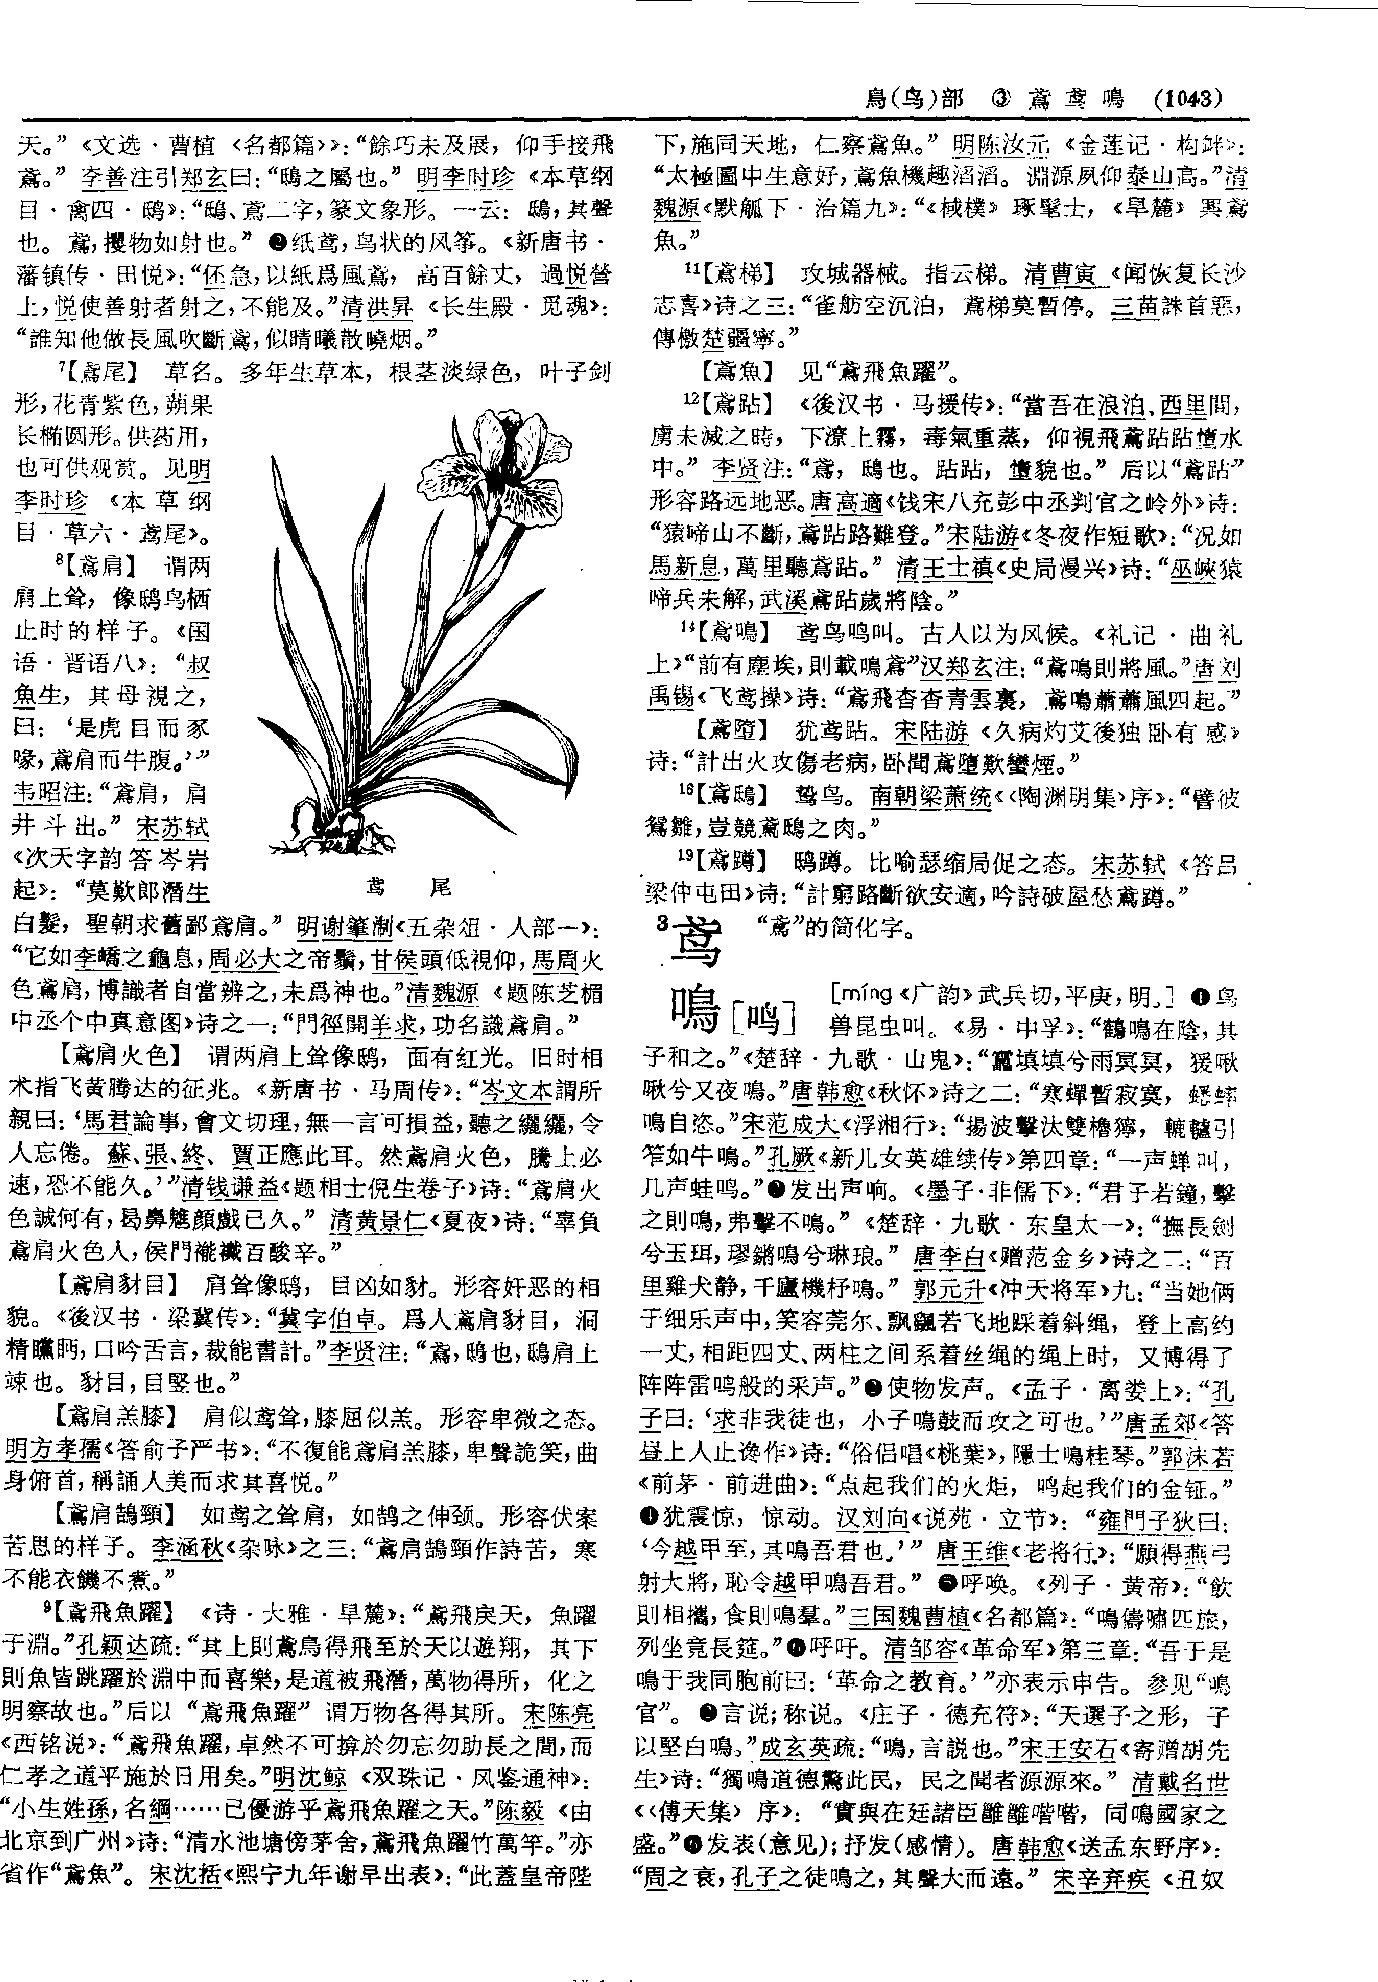 鳥(鸟)部 ③ 鳶 鸢 鳴 (1043)
天。”《文选·曹植〈名都篇〉》:“餘巧未及展，仰手接飛
鳶。”李善注引郑玄曰:“鴟之屬也。”明李时珍《本草纲
目·禽四·鸱》:“鴟、鳶二字，篆文象形。一云：鴟，其聲
也。鳶，攫物如射也。”❷纸鸢，鸟状的风筝。《新唐书·
藩镇传·田悦》:“伾急，以紙爲風鳶，高百餘丈，過悦營
上，悦使善射者射之，不能及。”清洪昇《长生殿·觅魂》:
“誰知他做長風吹斷鳶，似晴曦散曉烟。”
7【鳶尾】 草名。多年生草本，根茎淡绿色，叶子剑
形，花青紫色，蒴果
长椭圆形。供药用，
也可供观赏。见明
李时珍《本草纲
目·草六·鸢尾》。
8【鳶肩】 谓两
肩上耸，像鸱鸟栖
止时的样子。《国
语·晋语八》:“叔
魚生，其母視之，
曰：‘是虎目而豕
喙，鳶肩而牛腹。’”
韦昭注:“鳶肩，肩
井斗出。”宋苏轼
《次天字韵答岑岩
起》:“莫歎郎潛生
鸢 尾
白髮，聖朝求舊鄙鳶肩。”明谢肇淛《五杂俎·人部一》:
“它如李嶠之龜息，周必大之帝鬚，甘侯頭低視仰，馬周火
色鳶肩，博識者自當辨之，未爲神也。”清魏源《题陈芝楣
中丞个中真意图》诗之一:“門徑開羊求，功名識鳶肩。”
【鳶肩火色】 谓两肩上耸像鸱，面有红光。旧时相
术指飞黄腾达的征兆。《新唐书·马周传》:“岑文本謂所
親曰：‘馬君論事，會文切理，無一言可損益，聽之纚纚，令
人忘倦。蘇、張、終、賈正應此耳。然鳶肩火色，騰上必
速，恐不能久。’”清钱谦益《题相士倪生卷子》诗:“鳶肩火
色誠何有，曷鼻魋顔戲已久。”清黄景仁《夏夜》诗:“辜負
鳶肩火色人，侯門褦襶百酸辛。”
【鳶肩豺目】 肩耸像鸱，目凶如豺。形容奸恶的相
貌。《後汉书·梁冀传》:“冀字伯卓。爲人鳶肩豺目，洞
精矘眄，口吟舌言，裁能書計。”李贤注:“鳶，鴟也，鴟肩上
竦也。豺目，目竪也。”
【鳶肩羔膝】 肩似鸢耸，膝屈似羔。形容卑微之态。
明方孝孺《答俞子严书》:“不復能鳶肩羔膝，卑聲詭笑，曲
身俯首，稱誦人美而求其喜悦。”
【鳶肩鵠頸】 如鸢之耸肩，如鹄之伸颈。形容伏案
苦思的样子。李涵秋《杂咏》之三:“鳶肩鵠頸作詩苦，寒
不能衣饑不煮。”
9【鳶飛魚躍】 《诗·大雅·旱麓》:“鳶飛戾天，魚躍
于淵。”孔颖达疏:“其上則鳶鳥得飛至於天以遊翔，其下
則魚皆跳躍於淵中而喜樂，是道被飛潛，萬物得所，化之
明察故也。”后以“鳶飛魚躍”谓万物各得其所。宋陈亮
《西铭说》:“鳶飛魚躍，卓然不可揜於勿忘勿助長之間，而
仁孝之道平施於日用矣。”明沈鲸《双珠记·风鉴通神》:
“小生姓孫，名綱……已優游乎鳶飛魚躍之天。”陈毅《由
北京到广州》诗:“清水池塘傍茅舍，鳶飛魚躍竹萬竿。”亦
省作“鳶魚”。宋沈括《熙宁九年谢早出表》:“此蓋皇帝陛
下，施同天地，仁察鳶魚。”明陈汝元《金莲记·构衅》:
“太極圖中生意好，鳶魚機趣滔滔。淵源夙仰泰山高。”清
魏源《默觚下·治篇九》:“《棫樸》琢髦士，《旱麓》興鳶
魚。”
11【鳶梯】 攻城器械。指云梯。清曹寅《闻恢复长沙
志喜》诗之三:“雀舫空沉泊，鳶梯莫暫停。三苗誅首惡，
傳檄楚疆寧。”
【鳶魚】 见“鳶飛魚躍”。
12【鳶跕】 《後汉书·马援传》:“當吾在浪泊、西里間，
虜未滅之時，下潦上霧，毒氣重蒸，仰視飛鳶跕跕墮水
中。”李贤注:“鳶，鴟也。跕跕，墮貌也。”后以“鳶跕”
形容路远地恶。唐高適《饯宋八充彭中丞判官之岭外》诗:
“猿啼山不斷，鳶跕路難登。”宋陆游《冬夜作短歌》:“况如
馬新息，萬里聽鳶跕。”清王士禛《史局漫兴》诗:“巫峽猿
啼兵未解，武溪鳶跕歲將陰。”
14【鳶鳴】 鸢鸟鸣叫。古人以为风候。《礼记·曲礼
上》“前有塵埃，則載鳴鳶”汉郑玄注:“鳶鳴則將風。”唐刘
禹锡《飞鸢操》诗:“鳶飛杳杳青雲裏，鳶鳴蕭蕭風四起。”
【鳶墮】 犹鸢跕。宋陆游《久病灼艾後独卧有感》
诗:“計出火攻傷老病，卧聞鳶墮歎蠻煙。”
16【鳶鴟】 鸷鸟。南朝梁萧统《〈陶渊明集〉序》:“譬彼
鴛雛，豈競鳶鴟之肉。”
19【鳶蹲】 鸱蹲。比喻瑟缩局促之态。宋苏轼《答吕
梁仲屯田》诗:“計窮路斷欲安適，吟詩破屋愁鳶蹲。”
3鸢 “鳶”的简化字。
鳴[鸣] [míng《广韵》武兵切，平庚，明。] ❶鸟
兽昆虫叫。《易·中孚》:“鶴鳴在陰，其
子和之。”《楚辞·九歌·山鬼》:“靁填填兮雨冥冥，猨啾
啾兮又夜鳴。”唐韩愈《秋怀》诗之二:“寒蟬暫寂寞，蟋蟀
鳴自恣。”宋范成大《浮湘行》:“揚波擊汰雙櫓獰，轆轤引
笮如牛鳴。”孔厥《新儿女英雄续传》第四章:“一声蝉叫，
几声蛙鸣。”❷发出声响。《墨子·非儒下》:“君子若鐘，擊
之則鳴，弗擊不鳴。”《楚辞·九歌·东皇太一》:“撫長劍
兮玉珥，璆鏘鳴兮琳琅。”唐李白《赠范金乡》诗之二:“百
里雞犬静，千廬機杼鳴。”郭元升《冲天将军》九:“当她俩
于细乐声中，笑容莞尔、飘飖若飞地踩着斜绳，登上高约
一丈，相距四丈、两柱之间系着丝绳的绳上时，又博得了
阵阵雷鸣般的采声。”❸使物发声。《孟子·离娄上》:“孔
子曰：‘求非我徒也，小子鳴鼓而攻之可也。’”唐孟郊《答
昼上人止谗作》诗:“俗侣唱《桃葉》，隱士鳴桂琴。”郭沫若
《前茅·前进曲》:“点起我们的火炬，鸣起我们的金钲。”
❹犹震惊，惊动。汉刘向《说苑·立节》:“雍門子狄曰：
‘今越甲至，其鳴吾君也。’”唐王维《老将行》:“願得燕弓
射大將，恥令越甲鳴吾君。”❺呼唤。《列子·黄帝》:“飲
則相攜，食則鳴羣。”三国魏曹植《名都篇》:“鳴儔嘯匹旅，
列坐竟長筵。”❻呼吁。清邹容《革命军》第三章:“吾于是
鳴于我同胞前曰：‘革命之教育。’”亦表示申告。参见“鳴
官”。❼言说；称说。《庄子·德充符》:“天選子之形，子
以堅白鳴。”成玄英疏:“鳴，言説也。”宋王安石《寄赠胡先
生》诗:“獨鳴道德驚此民，民之聞者源源來。”清戴名世
《〈傅天集〉序》:“實與在廷諸臣雝雝喈喈，同鳴國家之
盛。”❽发表(意见)；抒发(感情)。唐韩愈《送孟东野序》:
“周之衰，孔子之徒鳴之，其聲大而遠。”宋辛弃疾《丑奴